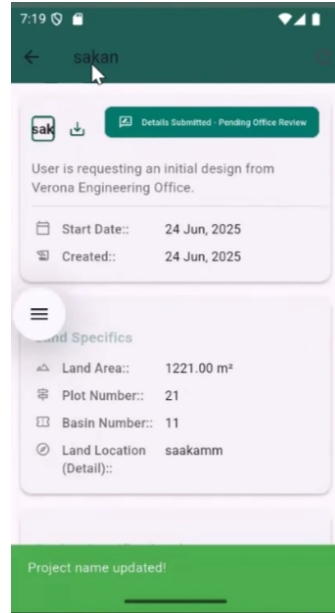 7:19
sakan
sak
Details Submitted - Pending Office Review
User is requesting an initial design from
Verona Engineering Office.
Start Date:: 24 Jun, 2025
Created:: 24 Jun, 2025
Specifics
Land Area:: 1221.00 m²
Plot Number:: 21
Basin Number:: 11
Land Location saakamm
(Detail)::
Project name updated!